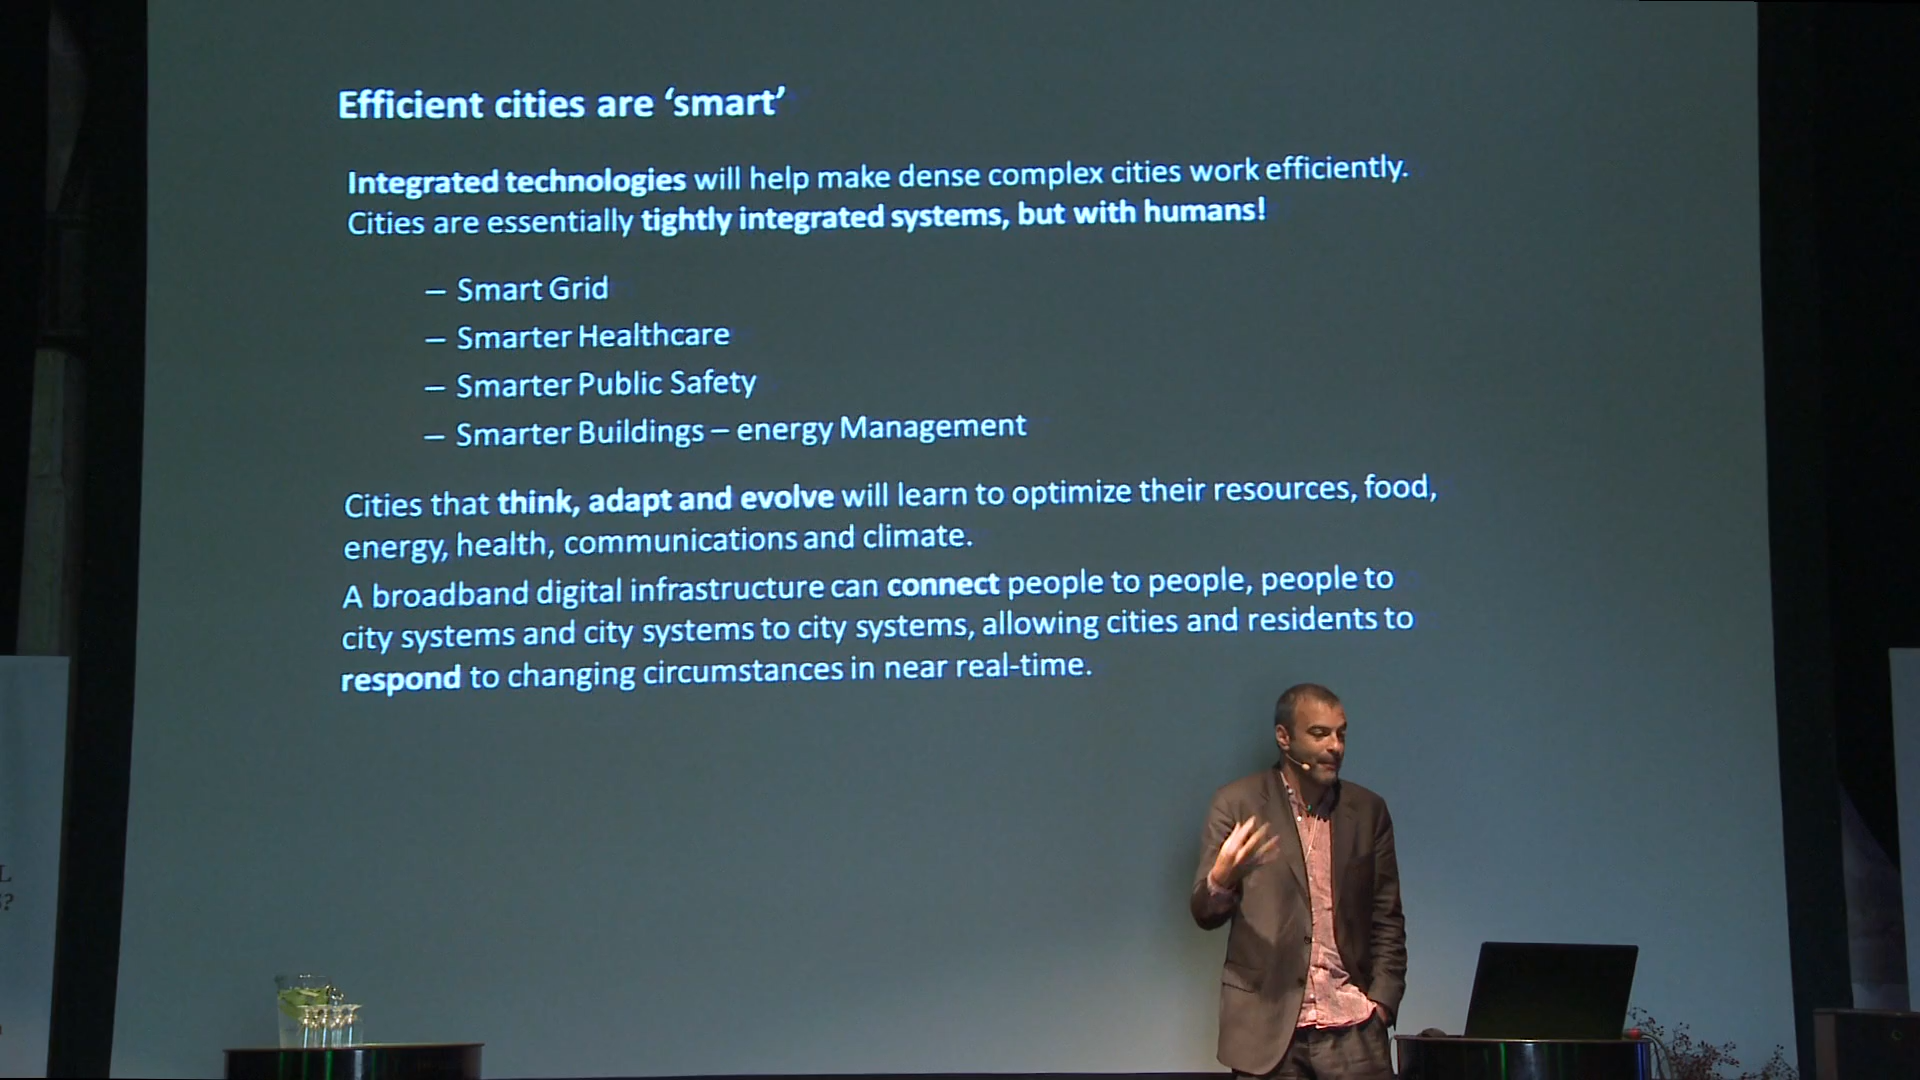 Efficient cities are ‘smart’
Integrated technologies will help make dense complex cities work efficiently.
Cities are essentially tightly integrated systems, but with humans!
– Smart Grid
– Smarter Healthcare
– Smarter Public Safety
– Smarter Buildings – energy Management
Cities that think, adapt and evolve will learn to optimize their resources, food,
energy, health, communications and climate.
A broadband digital infrastructure can connect people to people, people to
city systems and city systems to city systems, allowing cities and residents to
respond to changing circumstances in near real-time.